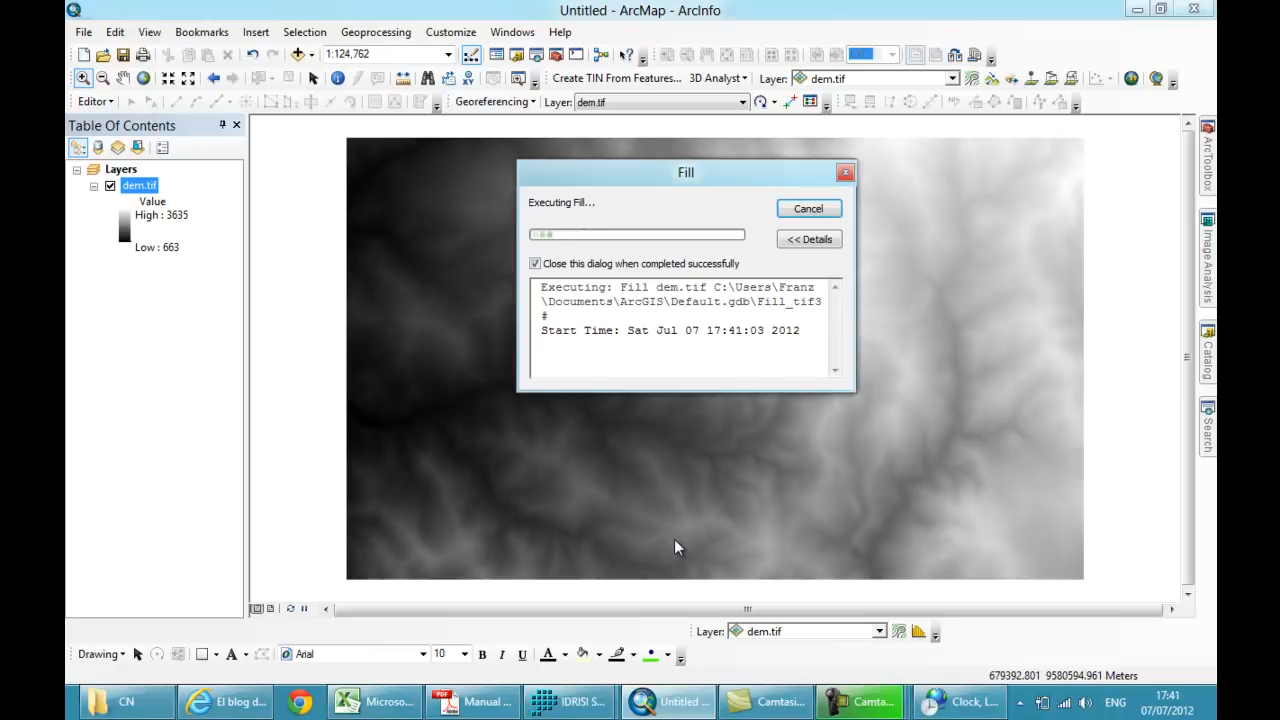 Untitled - ArcMap - ArcInfo
File Edit View Bookmarks Insert Selection Geoprocessing Customize Windows Help
1:124,762
Create TIN From Features... 3D Analyst Layer: dem.tif
Editor Georeferencing Layer: dem.tif
Table Of Contents
Layers
dem.tif
Value
High : 3635
Low : 663
Fill
Executing Fill...
Cancel
<< Details
Close this dialog when completed successfully
Executing: Fill dem.tif C:\Users\Franz
\Documents\ArcGIS\Default.gdb\Fill_tif3
#
Start Time: Sat Jul 07 17:41:03 2012
ArcToolbox
Image Analysis
Catalog
Search
Layer: dem.tif
Drawing A Arial 10 B I U A
679392.801 9580594.961 Meters
CN El blog d... Microso... Manual ... IDRISI S... Untitled ... Camtasi... Camta... Clock, L... ENG 17:41
07/07/2012